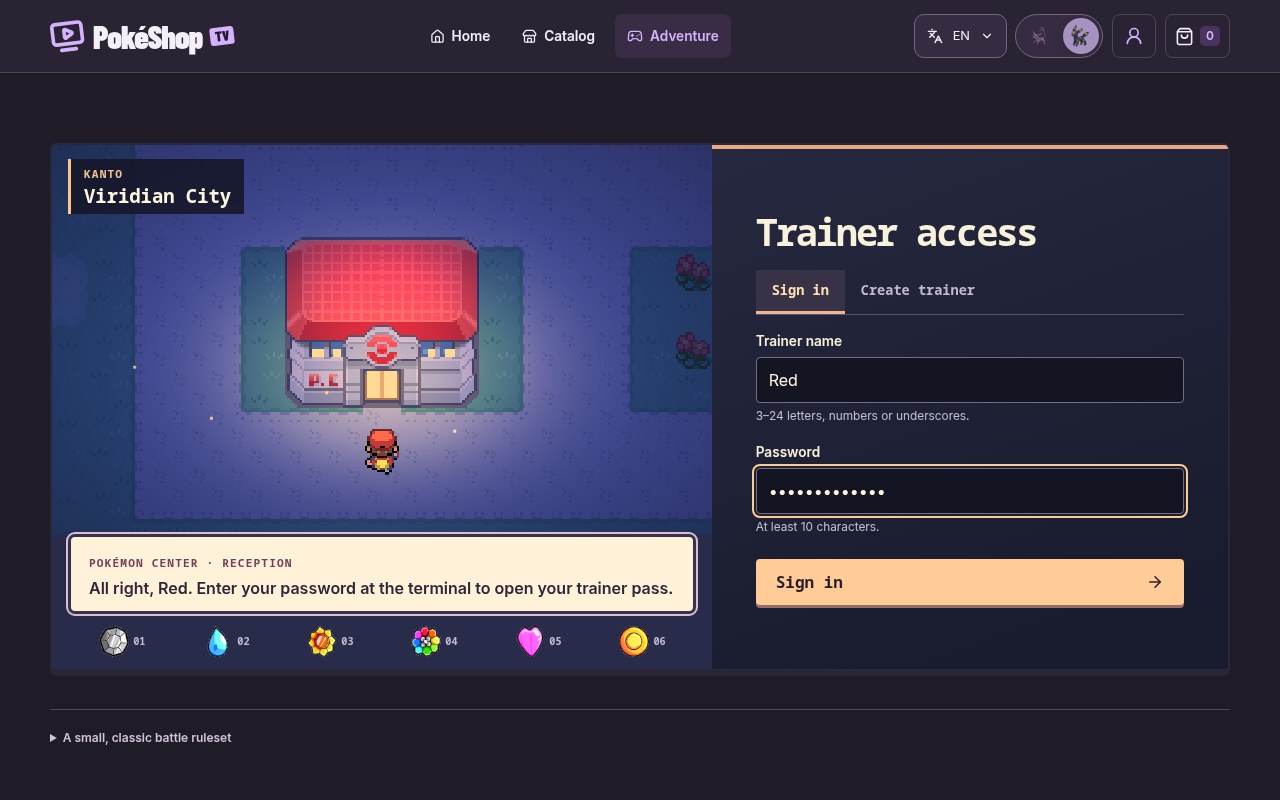 PokéShop TV
Home
Catalog
Adventure
EN
0
KANTO
Viridian City
P.C
POKÉMON CENTER · RECEPTION
All right, Red. Enter your password at the terminal to open your trainer pass.
01
02
03
04
05
06
Trainer access
Sign in
Create trainer
Trainer name
Red
3–24 letters, numbers or underscores.
Password
•••••••••••••
At least 10 characters.
Sign in
A small, classic battle ruleset